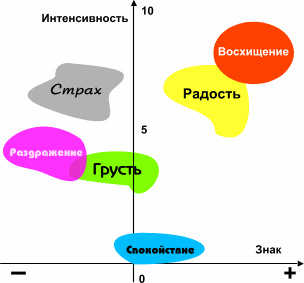 Интенсивность 10
Восхищение
Страх
Радость
5
Раздражение
Грусть
Спокойствие
Знак
− 0 +